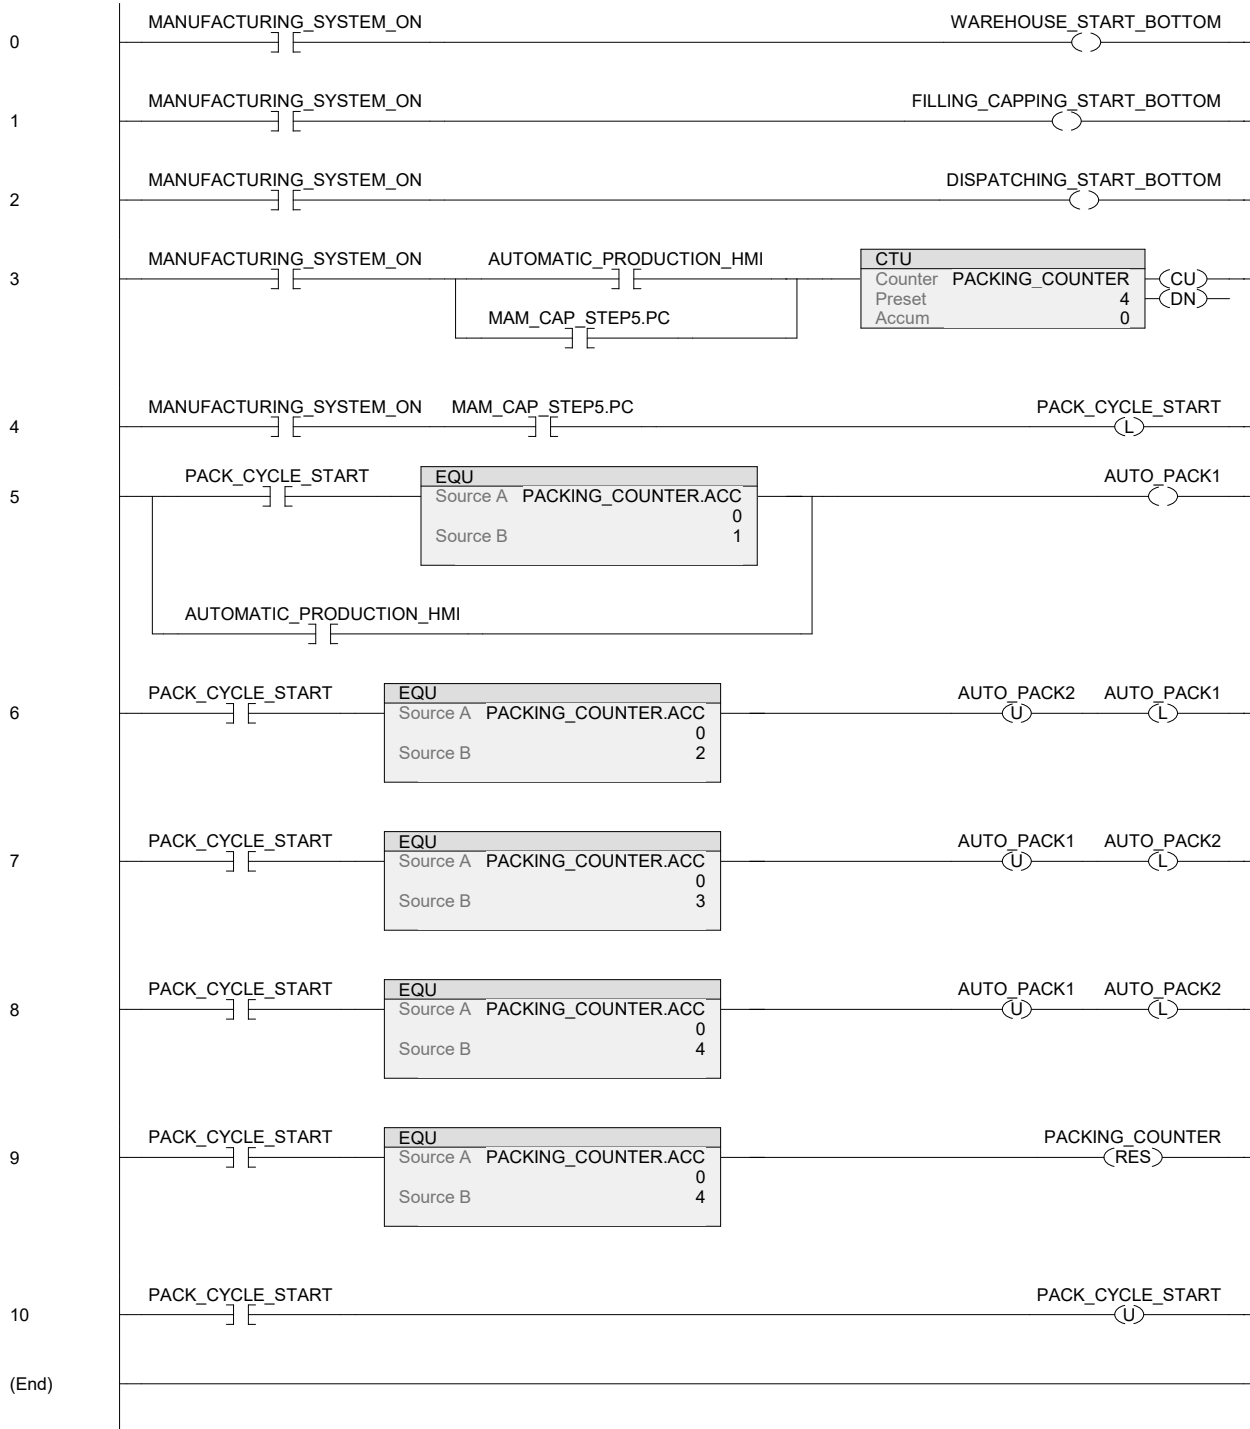 MANUFACTURING_SYSTEM_ON WAREHOUSE_START_BOTTOM
0
MANUFACTURING_SYSTEM_ON FILLING_CAPPING_START_BOTTOM
1
MANUFACTURING_SYSTEM_ON DISPATCHING_START_BOTTOM
2
MANUFACTURING_SYSTEM_ON AUTOMATIC_PRODUCTION_HMI CTU
3 Counter PACKING_COUNTER CU
Preset 4 DN
MAM_CAP_STEP5.PC Accum 0
MANUFACTURING_SYSTEM_ON MAM_CAP_STEP5.PC PACK_CYCLE_START
4 L
PACK_CYCLE_START EQU AUTO_PACK1
5 Source A PACKING_COUNTER.ACC
0
Source B 1
AUTOMATIC_PRODUCTION_HMI
PACK_CYCLE_START EQU AUTO_PACK2 AUTO_PACK1
6 Source A PACKING_COUNTER.ACC U L
0
Source B 2
PACK_CYCLE_START EQU AUTO_PACK1 AUTO_PACK2
7 Source A PACKING_COUNTER.ACC U L
0
Source B 3
PACK_CYCLE_START EQU AUTO_PACK1 AUTO_PACK2
8 Source A PACKING_COUNTER.ACC U L
0
Source B 4
PACK_CYCLE_START EQU PACKING_COUNTER
9 Source A PACKING_COUNTER.ACC RES
0
Source B 4
PACK_CYCLE_START PACK_CYCLE_START
10 U
(End)